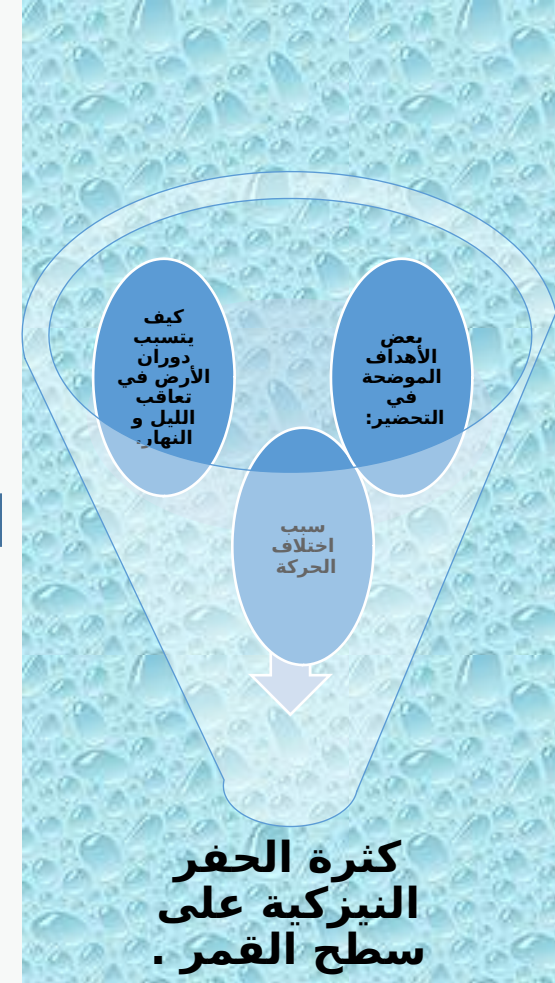 بعض
الأهداف
الموضحة
في
التحضير:
كيف
يتسبب
دوران
الأرض في
تعاقب
الليل و
النهار.
سبب
اختلاف
الحركة
كثرة الحفر
النيزكية على
سطح القمر .